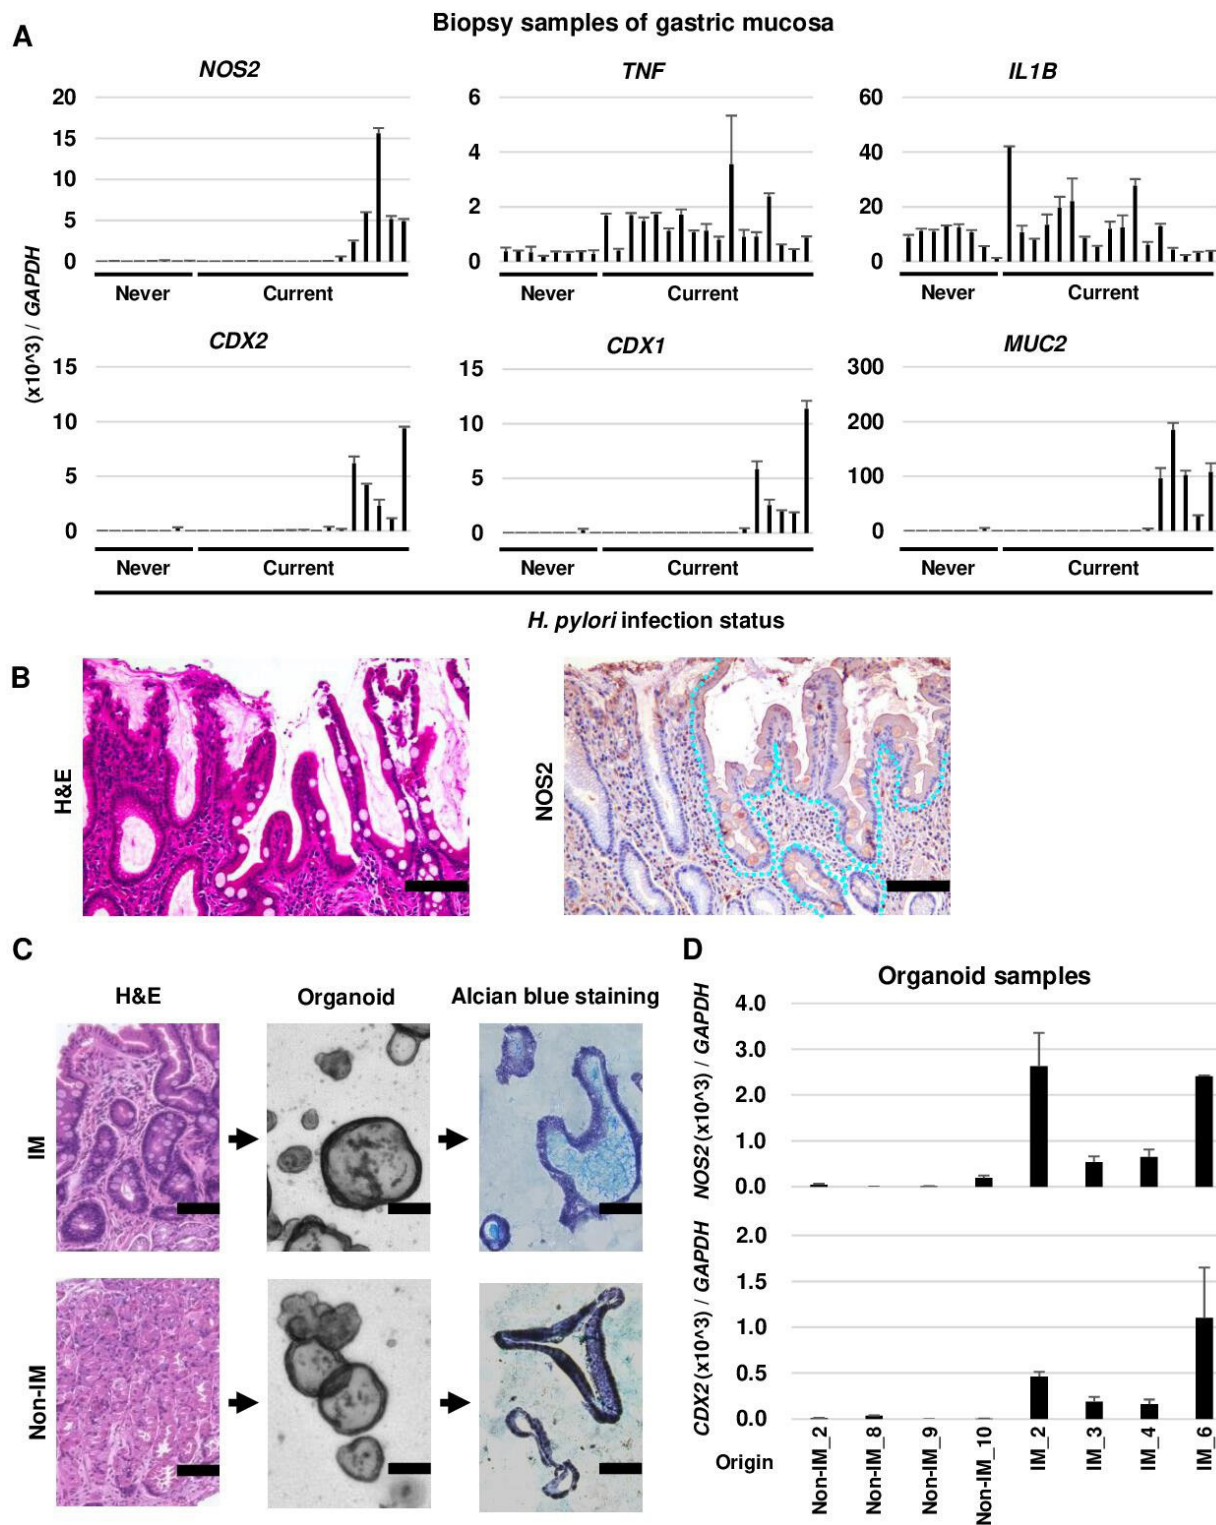 A
Biopsy samples of gastric mucosa
NOS2
TNF
IL1B
20
15
10
5
0
6
4
2
0
60
40
20
0
Never
Current
Never
Current
Never
Current
(x10^3) / GAPDH
CDX2
CDX1
MUC2
15
10
5
0
15
10
5
0
300
200
100
0
Never
Current
Never
Current
Never
Current
H. pylori infection status
B
H&E
NOS2
C
H&E
Organoid
Alcian blue staining
IM
Non-IM
D
Organoid samples
NOS2 (x10^3) / GAPDH
4.0
3.0
2.0
1.0
0.0
CDX2 (x10^3) / GAPDH
2.0
1.5
1.0
0.5
0.0
Origin
Non-IM_2
Non-IM_8
Non-IM_9
Non-IM_10
IM_2
IM_3
IM_4
IM_6